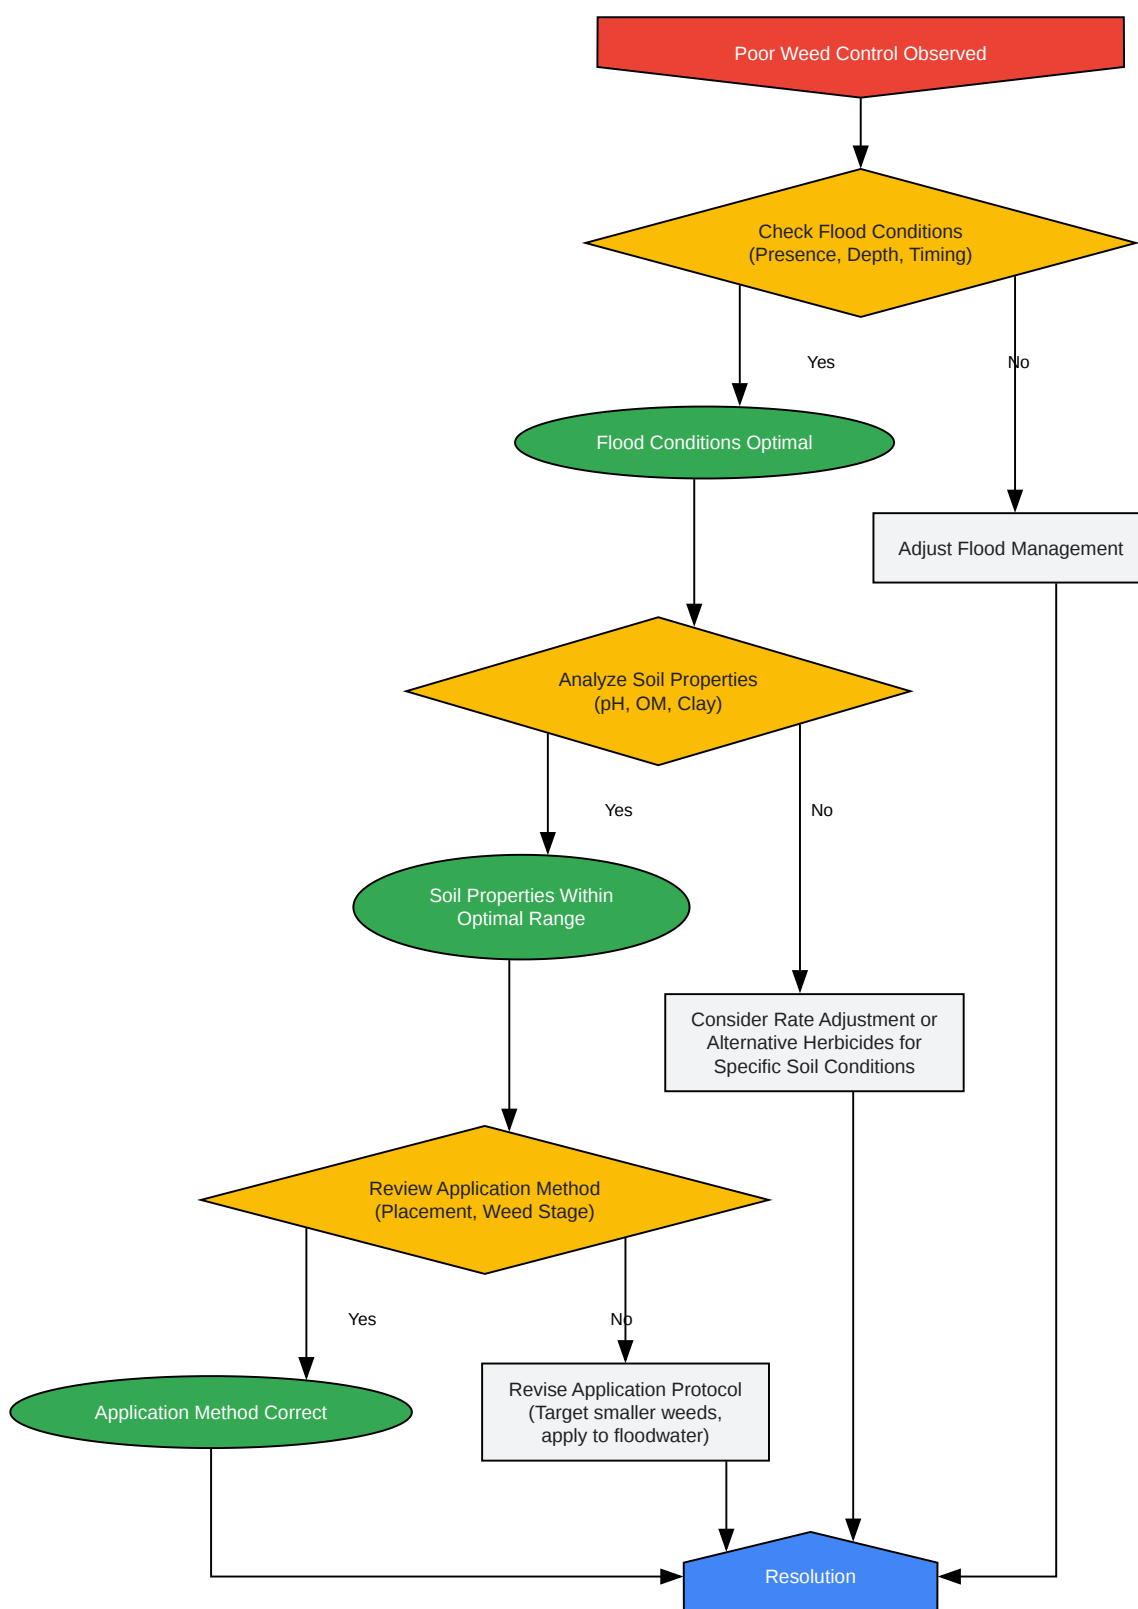 Poor Weed Control Observed
Check Flood Conditions
(Presence, Depth, Timing)
Yes
No
Flood Conditions Optimal
Adjust Flood Management
Analyze Soil Properties
(pH, OM, Clay)
Yes
No
Soil Properties Within
Optimal Range
Consider Rate Adjustment or
Alternative Herbicides for
Specific Soil Conditions
Review Application Method
(Placement, Weed Stage)
Yes
No
Application Method Correct
Revise Application Protocol
(Target smaller weeds,
apply to floodwater)
Resolution